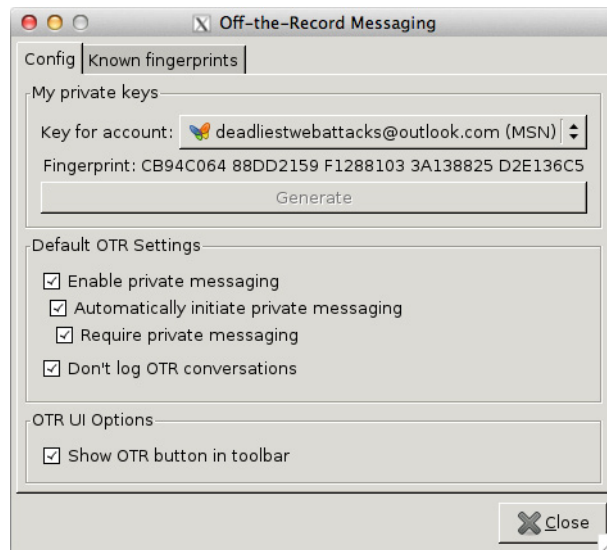 Off-the-Record Messaging
Config Known fingerprints
My private keys
Key for account: deadliestwebattacks@outlook.com (MSN)
Fingerprint: CB94C064 88DD2159 F1288103 3A138825 D2E136C5
Generate
Default OTR Settings
Enable private messaging
Automatically initiate private messaging
Require private messaging
Don't log OTR conversations
OTR UI Options
Show OTR button in toolbar
Close